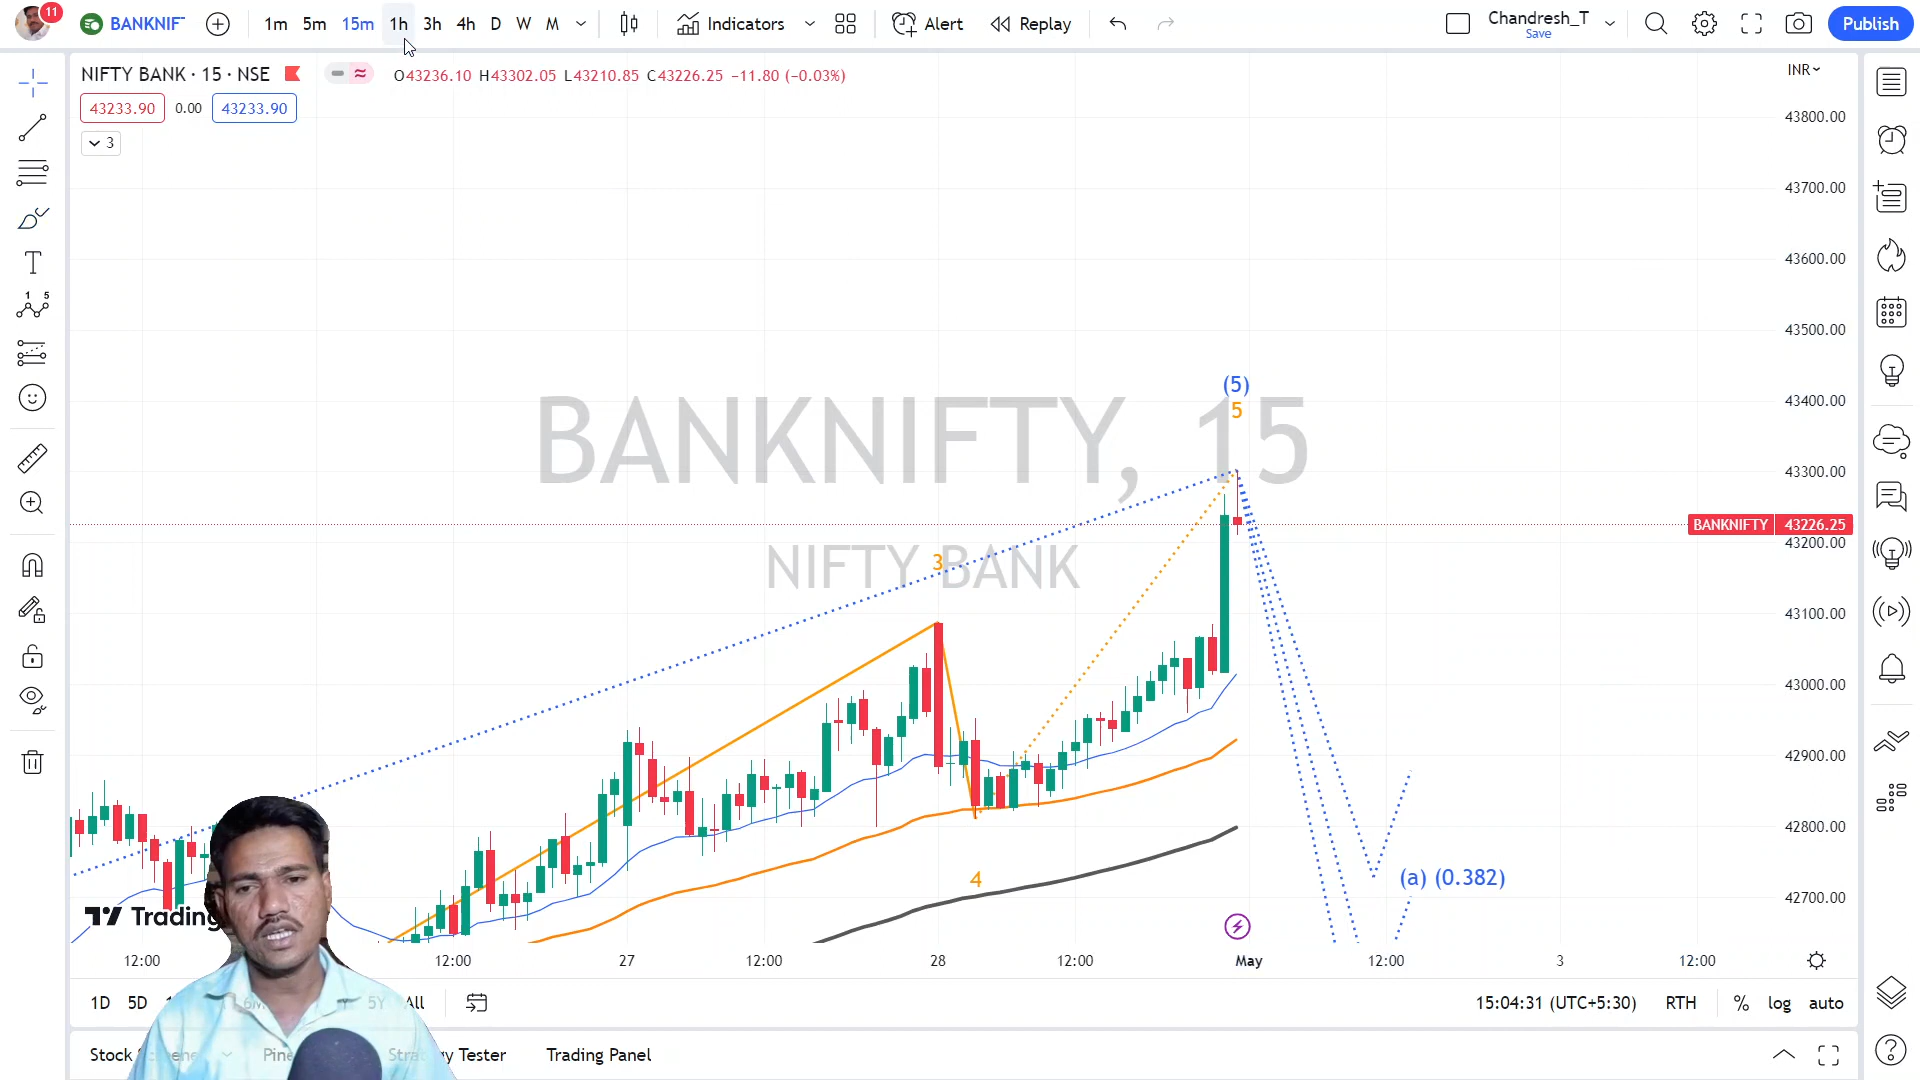 11
BANKNIF
1m 5m 15m 1h 3h 4h D W M
Indicators
Alert
Replay
Chandresh_T
Save
Publish
NIFTY BANK · 15 · NSE
O43236.10 H43302.05 L43210.85 C43226.25 −11.80 (−0.03%)
INR
43233.90 0.00 43233.90
3
43800.00
43700.00
43600.00
43500.00
43400.00
43300.00
BANKNIFTY 43226.25
43200.00
43100.00
43000.00
42900.00
42800.00
42700.00
(5)
5
BANKNIFTY, 15
NIFTY BANK
3
4
(a) (0.382)
Trading
12:00 12:00 27 12:00 28 12:00 May 12:00 3 12:00
1D 5D 5Y All
15:04:31 (UTC+5:30) RTH % log auto
Stock Pine Tester Trading Panel